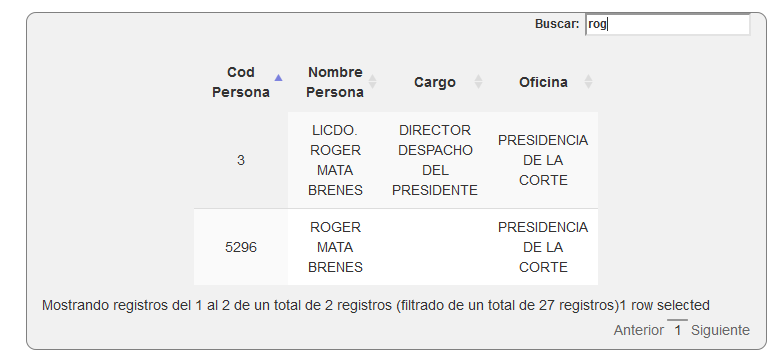 Buscar: rog
Cod Persona Nombre Persona Cargo Oficina
3 LICDO. ROGER MATA BRENES DIRECTOR DESPACHO DEL PRESIDENTE PRESIDENCIA DE LA CORTE
5296 ROGER MATA BRENES PRESIDENCIA DE LA CORTE
Mostrando registros del 1 al 2 de un total de 2 registros (filtrado de un total de 27 registros)1 row selected
Anterior 1 Siguiente